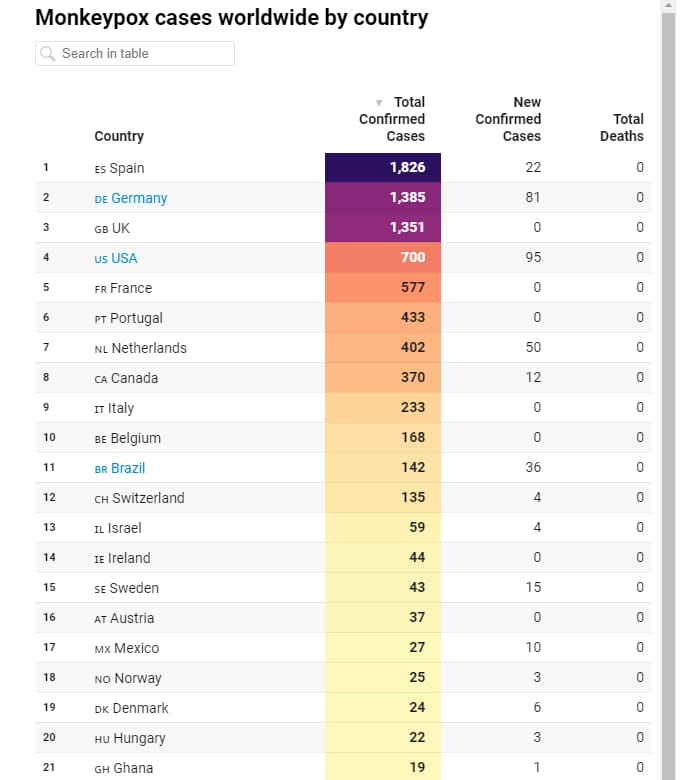 Monkeypox cases worldwide by country
Search in table
Country
▼ Total Confirmed Cases
New Confirmed Cases
Total Deaths
1 ES Spain 1,826 22 0
2 DE Germany 1,385 81 0
3 GB UK 1,351 0 0
4 US USA 700 95 0
5 FR France 577 0 0
6 PT Portugal 433 0 0
7 NL Netherlands 402 50 0
8 CA Canada 370 12 0
9 IT Italy 233 0 0
10 BE Belgium 168 0 0
11 BR Brazil 142 36 0
12 CH Switzerland 135 4 0
13 IL Israel 59 4 0
14 IE Ireland 44 0 0
15 SE Sweden 43 15 0
16 AT Austria 37 0 0
17 MX Mexico 27 10 0
18 NO Norway 25 3 0
19 DK Denmark 24 6 0
20 HU Hungary 22 3 0
21 GH Ghana 19 1 0